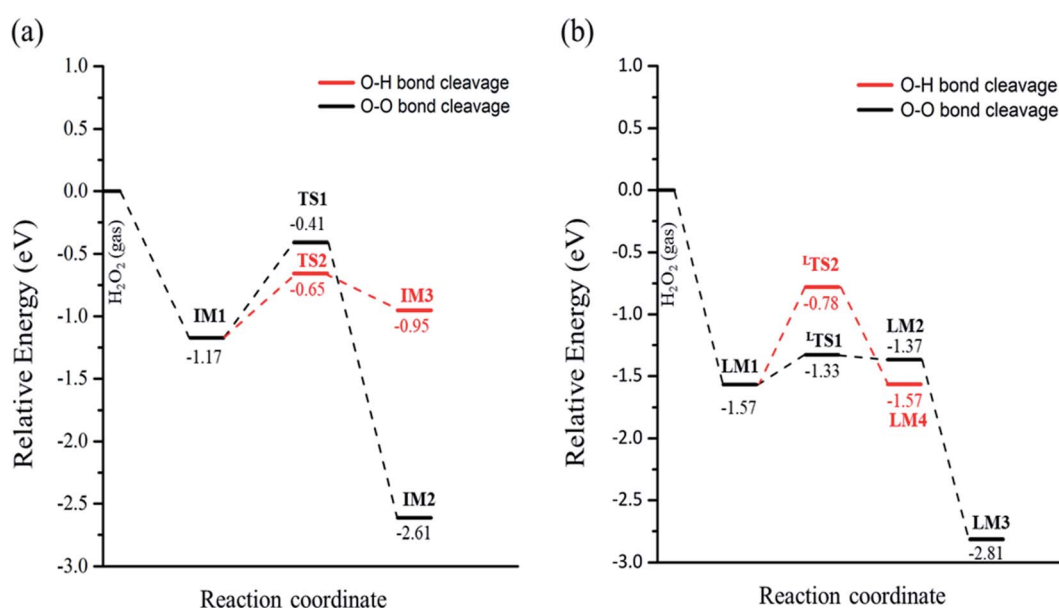 (a)
Relative Energy (eV)
1.0
0.5
0.0
-0.5
-1.0
-1.5
-2.0
-2.5
-3.0
O-H bond cleavage
O-O bond cleavage
H₂O₂ (gas)
TS1
-0.41
TS2
-0.65
IM3
-0.95
IM1
-1.17
IM2
-2.61
Reaction coordinate
(b)
Relative Energy (eV)
1.0
0.5
0.0
-0.5
-1.0
-1.5
-2.0
-2.5
-3.0
O-H bond cleavage
O-O bond cleavage
H₂O₂ (gas)
ᴸTS2
-0.78
ᴸTS1
-1.33
LM2
-1.37
LM1
-1.57
-1.57
LM4
LM3
-2.81
Reaction coordinate